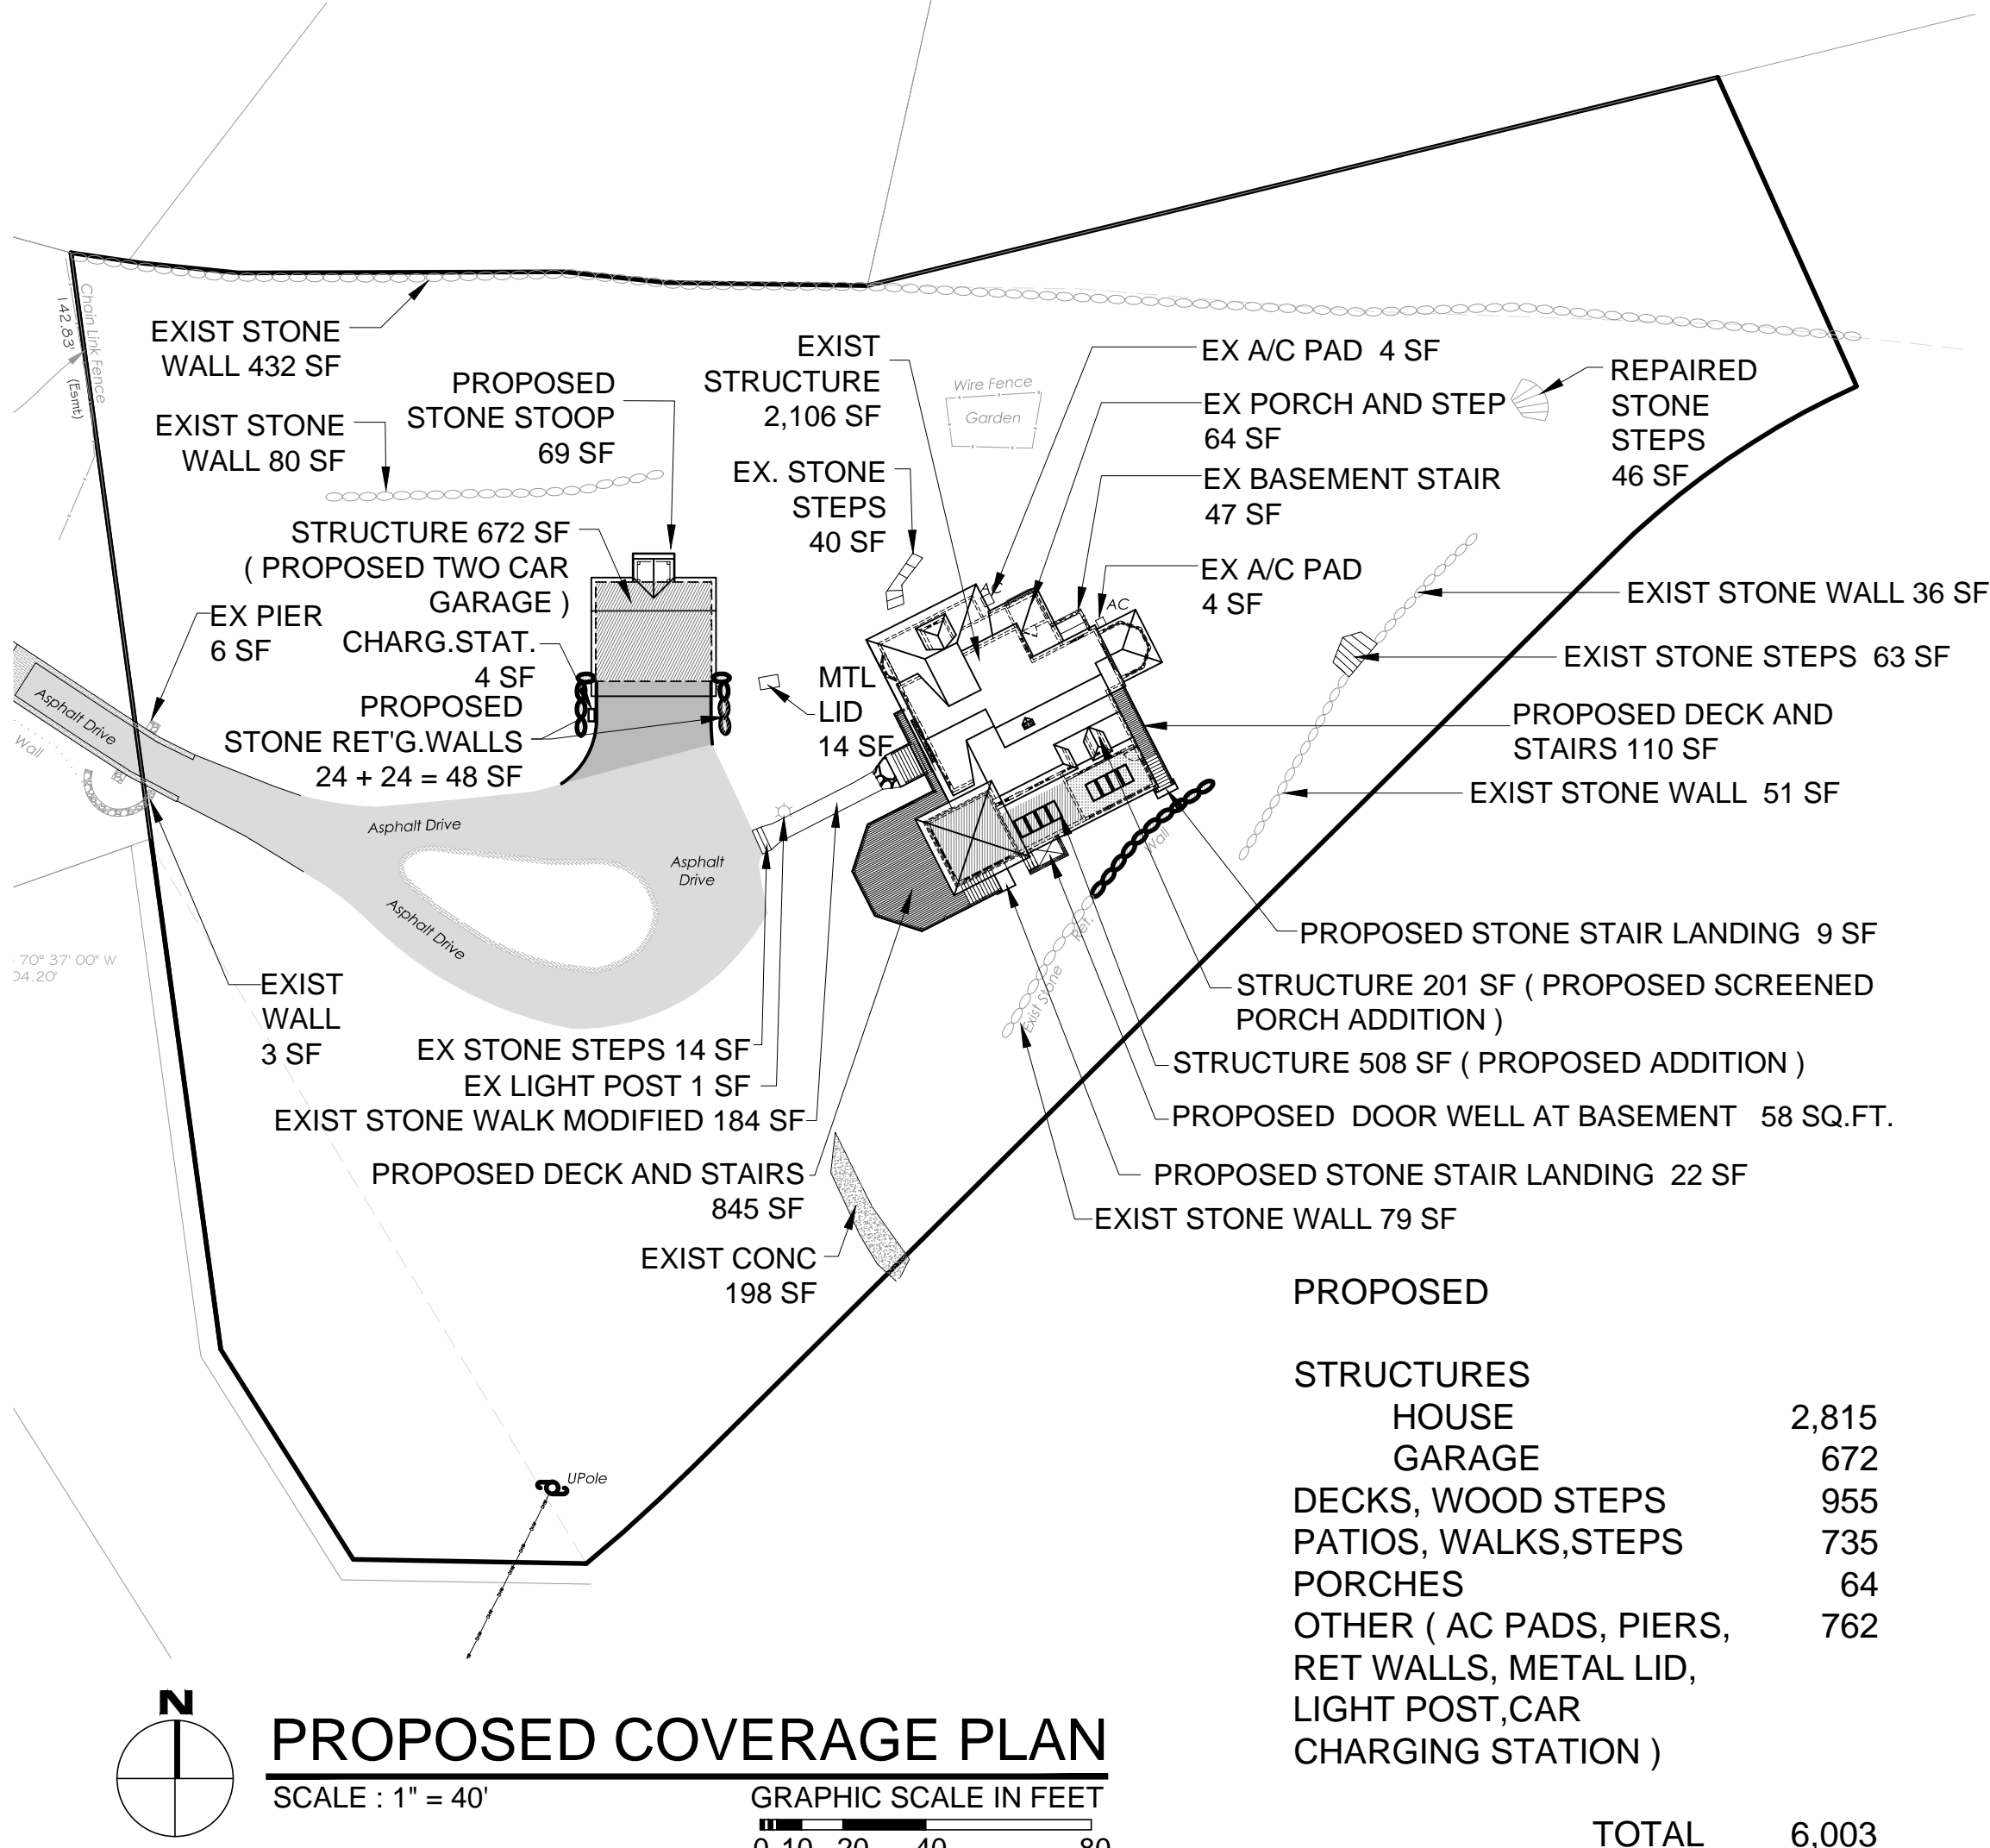 Chain Link Fence
142.83'
(Esmt)
EXIST STONE
WALL 432 SF
EXIST STONE
WALL 80 SF
PROPOSED
STONE STOOP
69 SF
EXIST
STRUCTURE
2,106 SF
Wire Fence
Garden
EX. STONE
STEPS
40 SF
EX A/C PAD 4 SF
EX PORCH AND STEP
64 SF
EX BASEMENT STAIR
47 SF
EX A/C PAD
4 SF
AC
REPAIRED
STONE
STEPS
46 SF
STRUCTURE 672 SF
( PROPOSED TWO CAR
GARAGE )
EX PIER
6 SF
CHARG.STAT.
4 SF
PROPOSED
STONE RET'G.WALLS
24 + 24 = 48 SF
MTL
LID
14 SF
EXIST STONE WALL 36 SF
EXIST STONE STEPS 63 SF
PROPOSED DECK AND
STAIRS 110 SF
EXIST STONE WALL 51 SF
Asphalt Drive
Wall
Asphalt Drive
Asphalt
Drive
Asphalt Drive
Wall
Ret.
Exist Stone
70° 37' 00" W
04.20'
EXIST
WALL
3 SF
PROPOSED STONE STAIR LANDING 9 SF
STRUCTURE 201 SF ( PROPOSED SCREENED
PORCH ADDITION )
STRUCTURE 508 SF ( PROPOSED ADDITION )
PROPOSED DOOR WELL AT BASEMENT 58 SQ.FT.
PROPOSED STONE STAIR LANDING 22 SF
EXIST STONE WALL 79 SF
EX STONE STEPS 14 SF
EX LIGHT POST 1 SF
EXIST STONE WALK MODIFIED 184 SF
PROPOSED DECK AND STAIRS
845 SF
EXIST CONC
198 SF
UPole
PROPOSED
STRUCTURES
HOUSE 2,815
GARAGE 672
DECKS, WOOD STEPS 955
PATIOS, WALKS,STEPS 735
PORCHES 64
OTHER ( AC PADS, PIERS, 762
RET WALLS, METAL LID,
LIGHT POST,CAR
CHARGING STATION )
TOTAL 6,003
N
PROPOSED COVERAGE PLAN
SCALE : 1" = 40'
GRAPHIC SCALE IN FEET
0 10 20 40 80